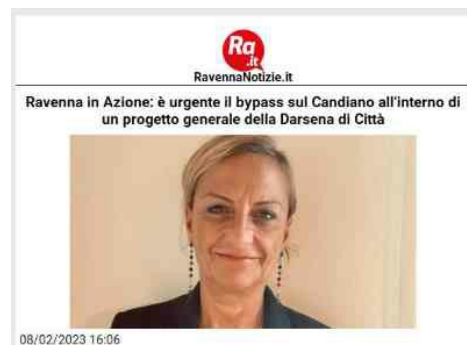 Ra
.it
RavennaNotizie.it
Ravenna in Azione: è urgente il bypass sul Candiano all'interno di
un progetto generale della Darsena di Città
08/02/2023 16:06